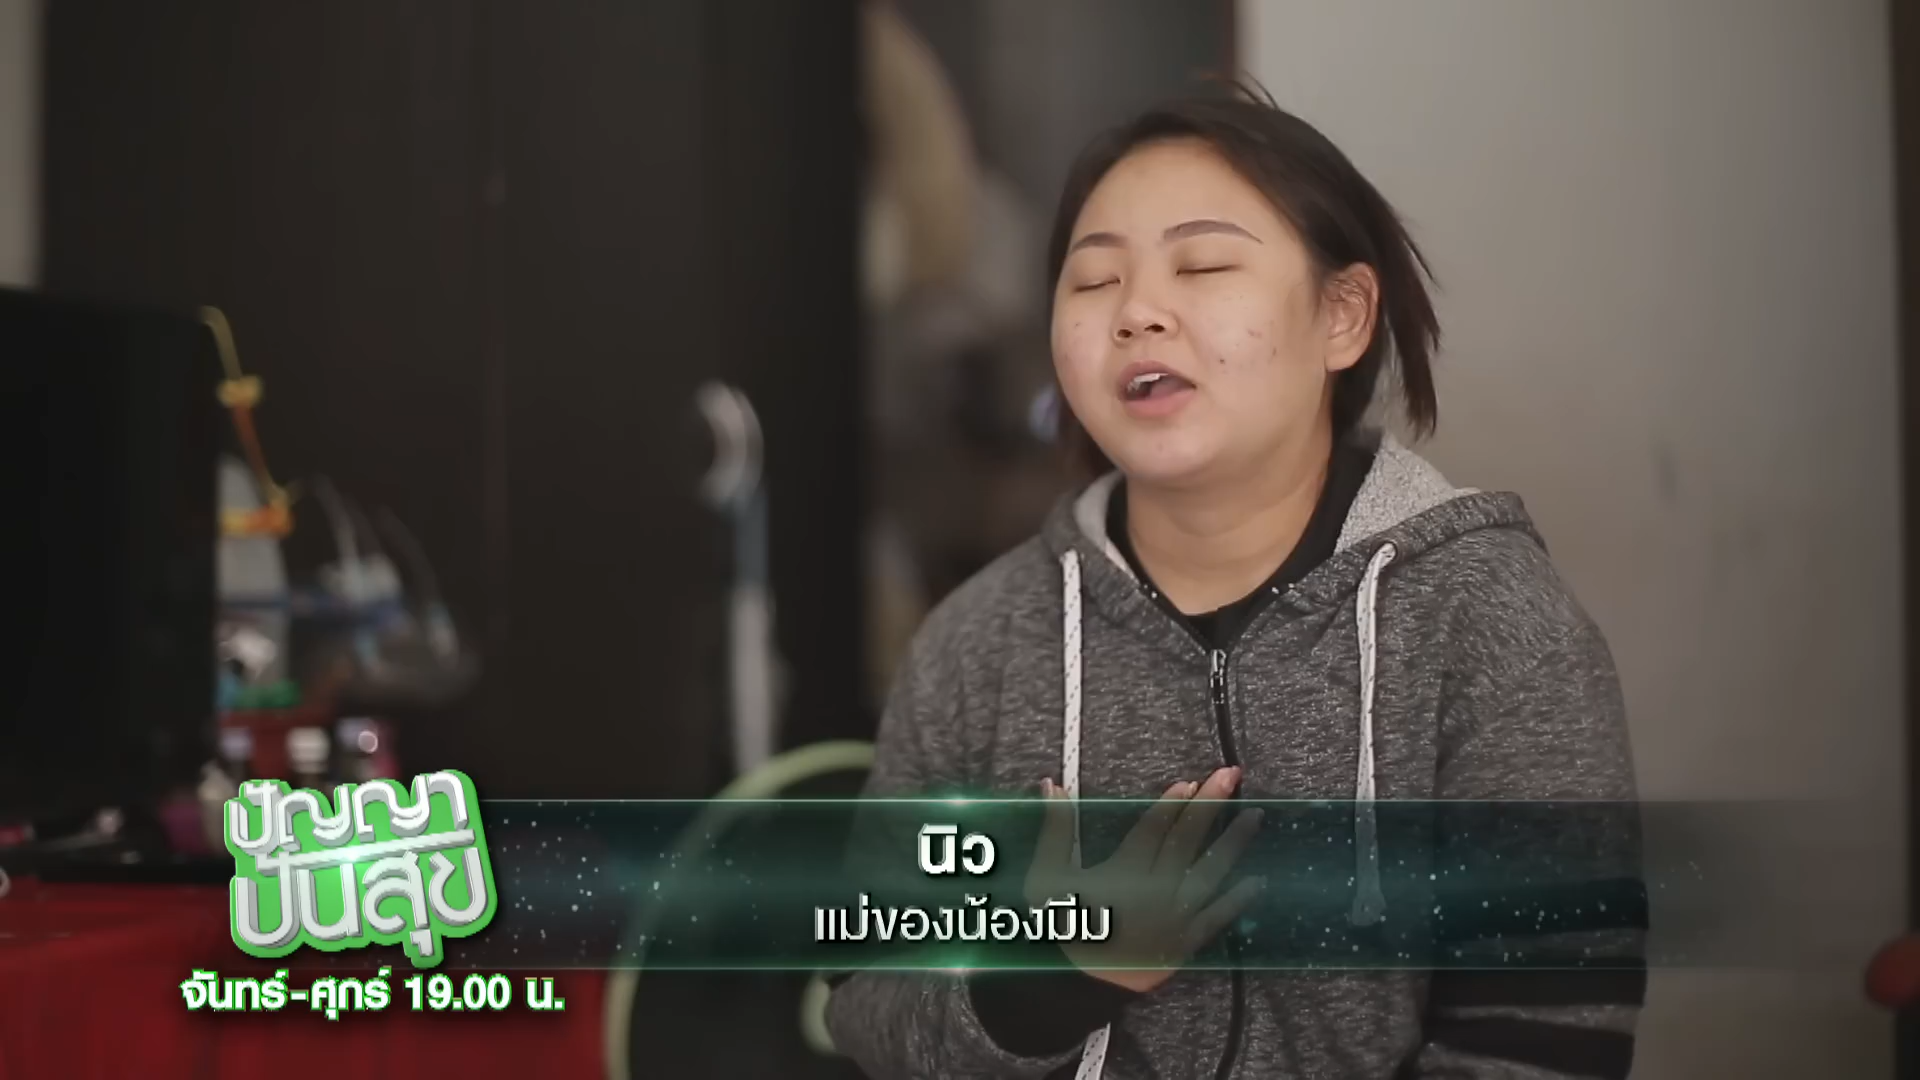 ปัญญา
ปันสุข
จันทร์-ศุกร์ 19.00 น.
นิว
แม่ของน้องมีม